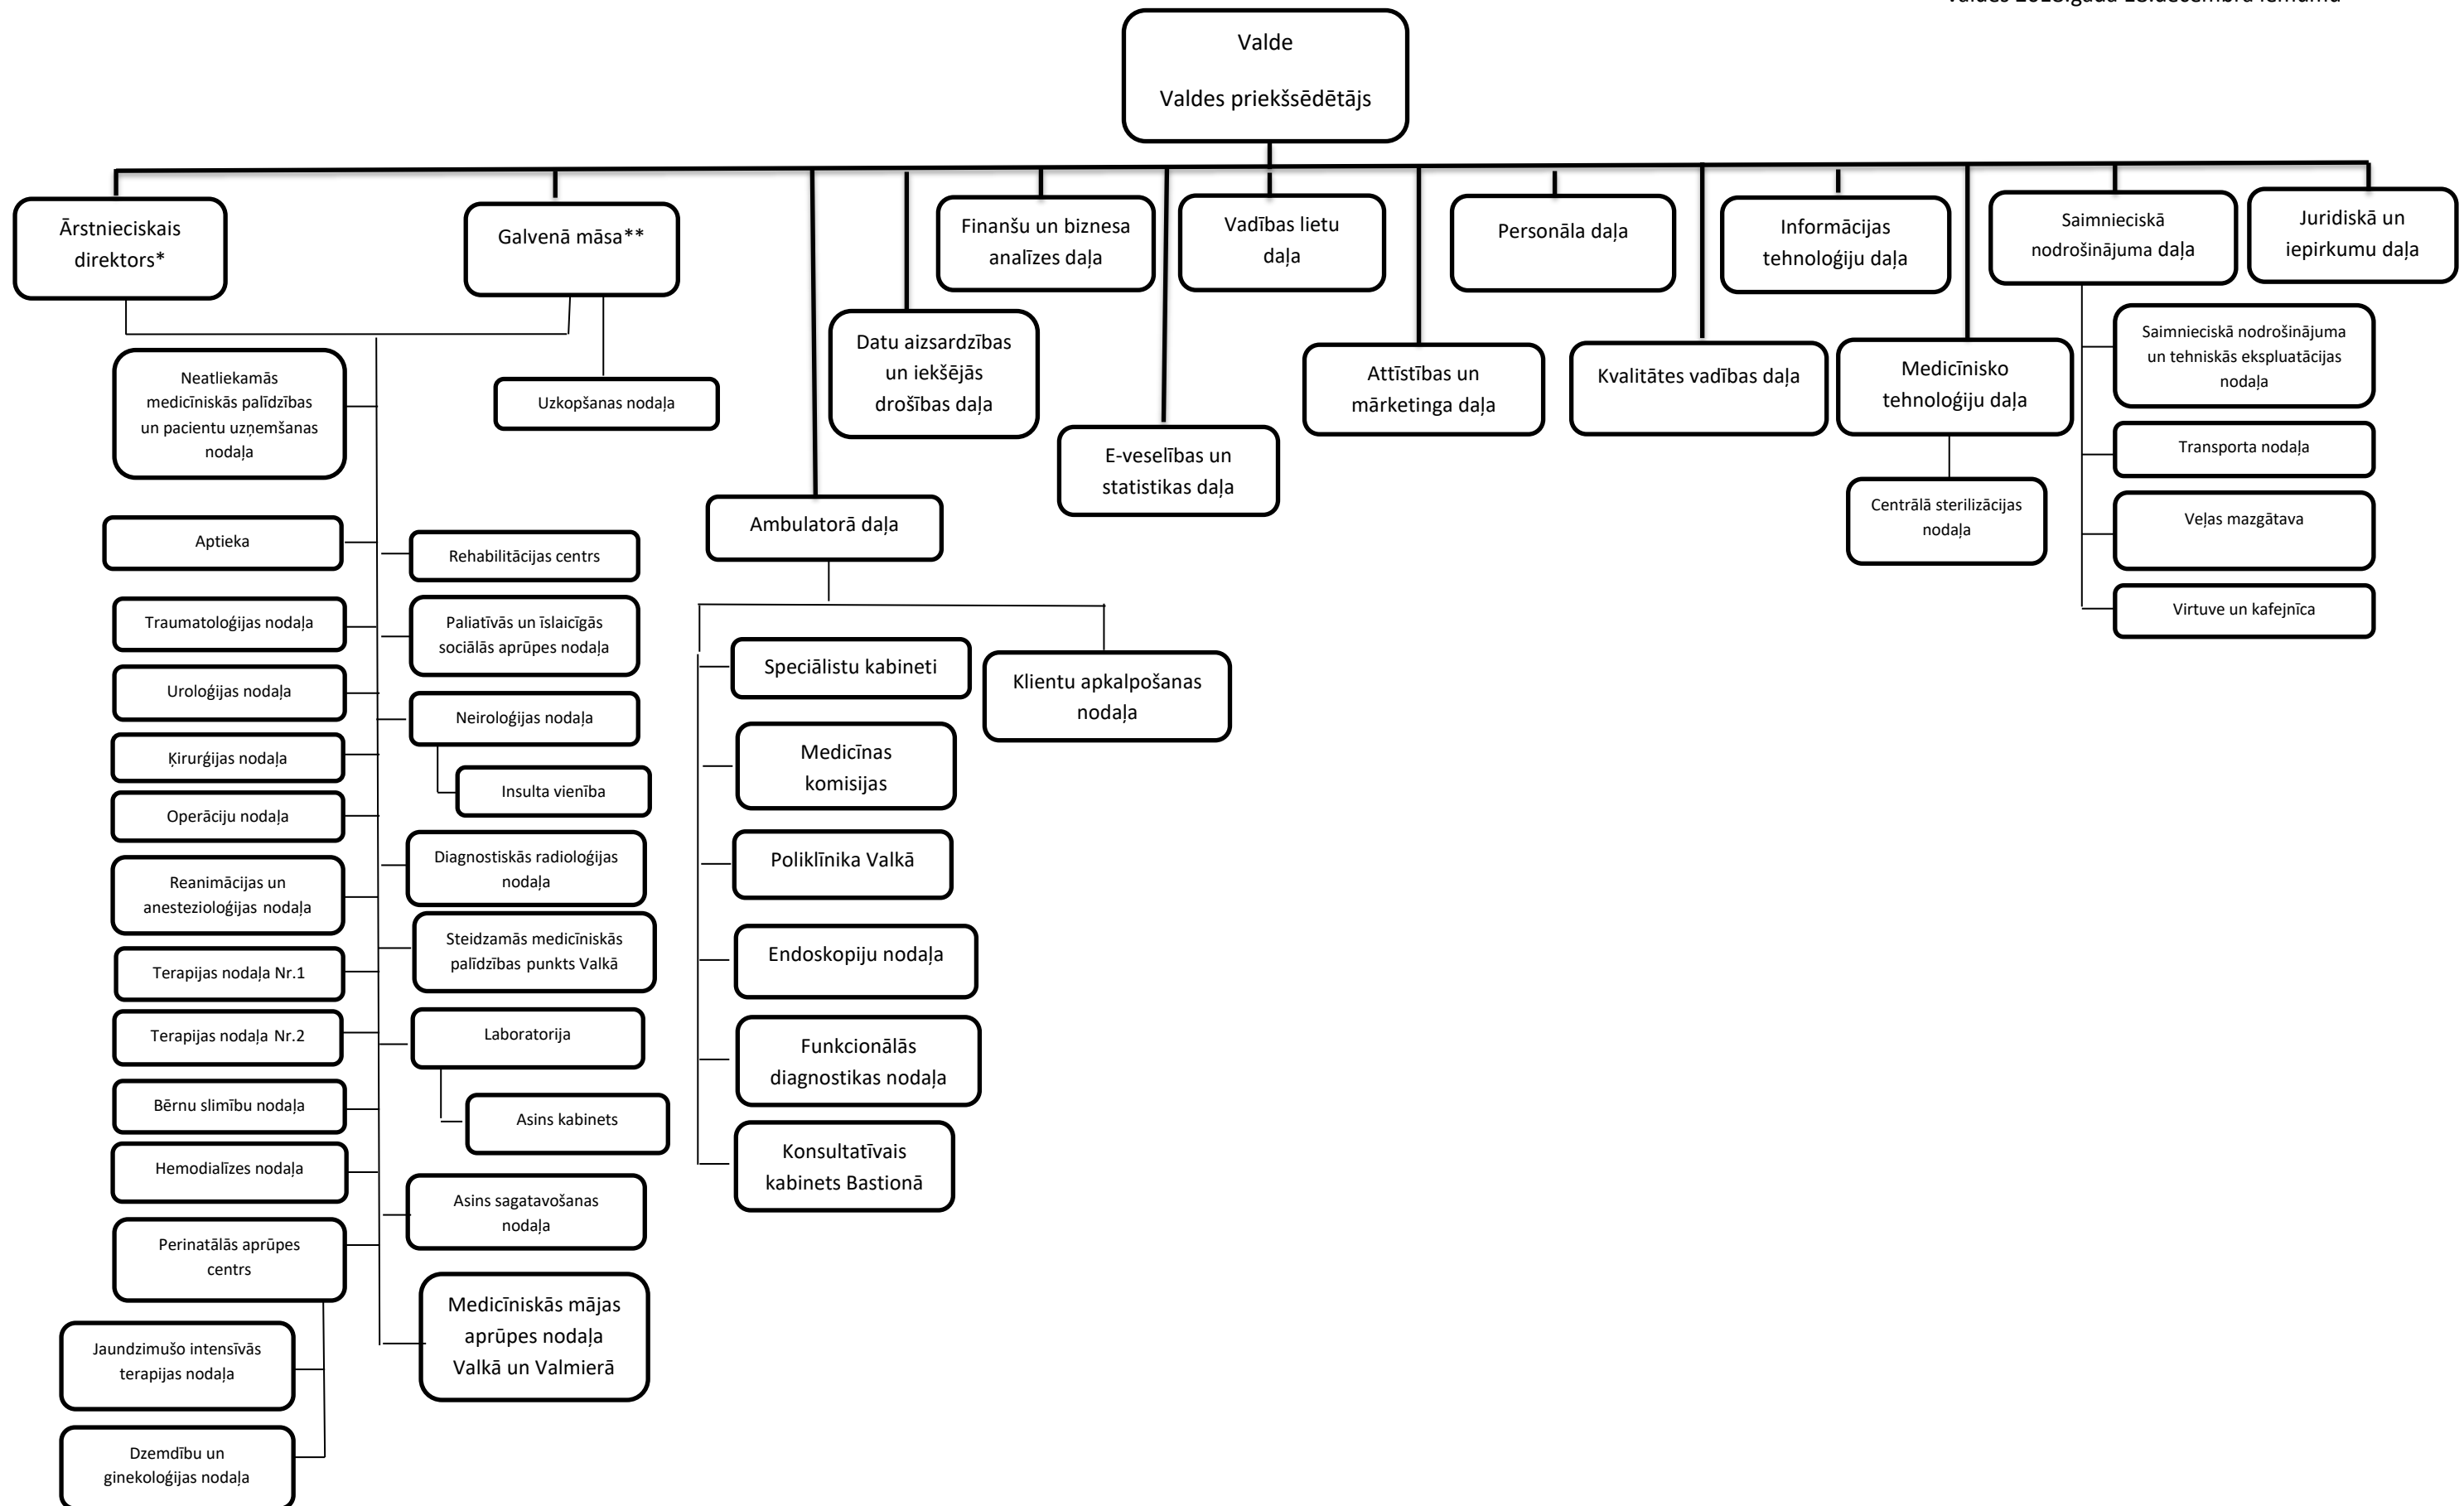 Valde
Valdes priekšsēdētājs
Ārstnieciskais
direktors*
Galvenā māsa**
Finanšu un biznesa
analīzes daļa
Vadības lietu
daļa
Personāla daļa
Informācijas
tehnoloģiju daļa
Saimnieciskā
nodrošinājuma daļa
Juridiskā un
iepirkumu daļa
Datu aizsardzības
un iekšējās
drošības daļa
Attīstības un
mārketinga daļa
Kvalitātes vadības daļa
Medicīnisko
tehnoloģiju daļa
Saimnieciskā nodrošinājuma
un tehniskās ekspluatācijas
nodaļa
Neatliekamās
medicīniskās palīdzības
un pacientu uzņemšanas
nodaļa
Uzkopšanas nodaļa
E-veselības un
statistikas daļa
Transporta nodaļa
Centrālā sterilizācijas
nodaļa
Veļas mazgātava
Virtuve un kafejnīca
Ambulatorā daļa
Aptieka
Rehabilitācijas centrs
Traumatoloģijas nodaļa
Paliatīvās un īslaicīgās
sociālās aprūpes nodaļa
Uroloģijas nodaļa
Neiroloģijas nodaļa
Ķirurģijas nodaļa
Insulta vienība
Operāciju nodaļa
Diagnostiskās radioloģijas
nodaļa
Reanimācijas un
anestezioloģijas nodaļa
Steidzamās medicīniskās
palīdzības punkts Valkā
Terapijas nodaļa Nr.1
Terapijas nodaļa Nr.2
Laboratorija
Bērnu slimību nodaļa
Asins kabinets
Hemodialīzes nodaļa
Asins sagatavošanas
nodaļa
Perinatālās aprūpes
centrs
Medicīniskās mājas
aprūpes nodaļa
Valkā un Valmierā
Jaundzimušo intensīvās
terapijas nodaļa
Dzemdību un
ginekoloģijas nodaļa
Speciālistu kabineti
Klientu apkalpošanas
nodaļa
Medicīnas
komisijas
Poliklīnika Valkā
Endoskopiju nodaļa
Funkcionālās
diagnostikas nodaļa
Konsultatīvais
kabinets Bastionā